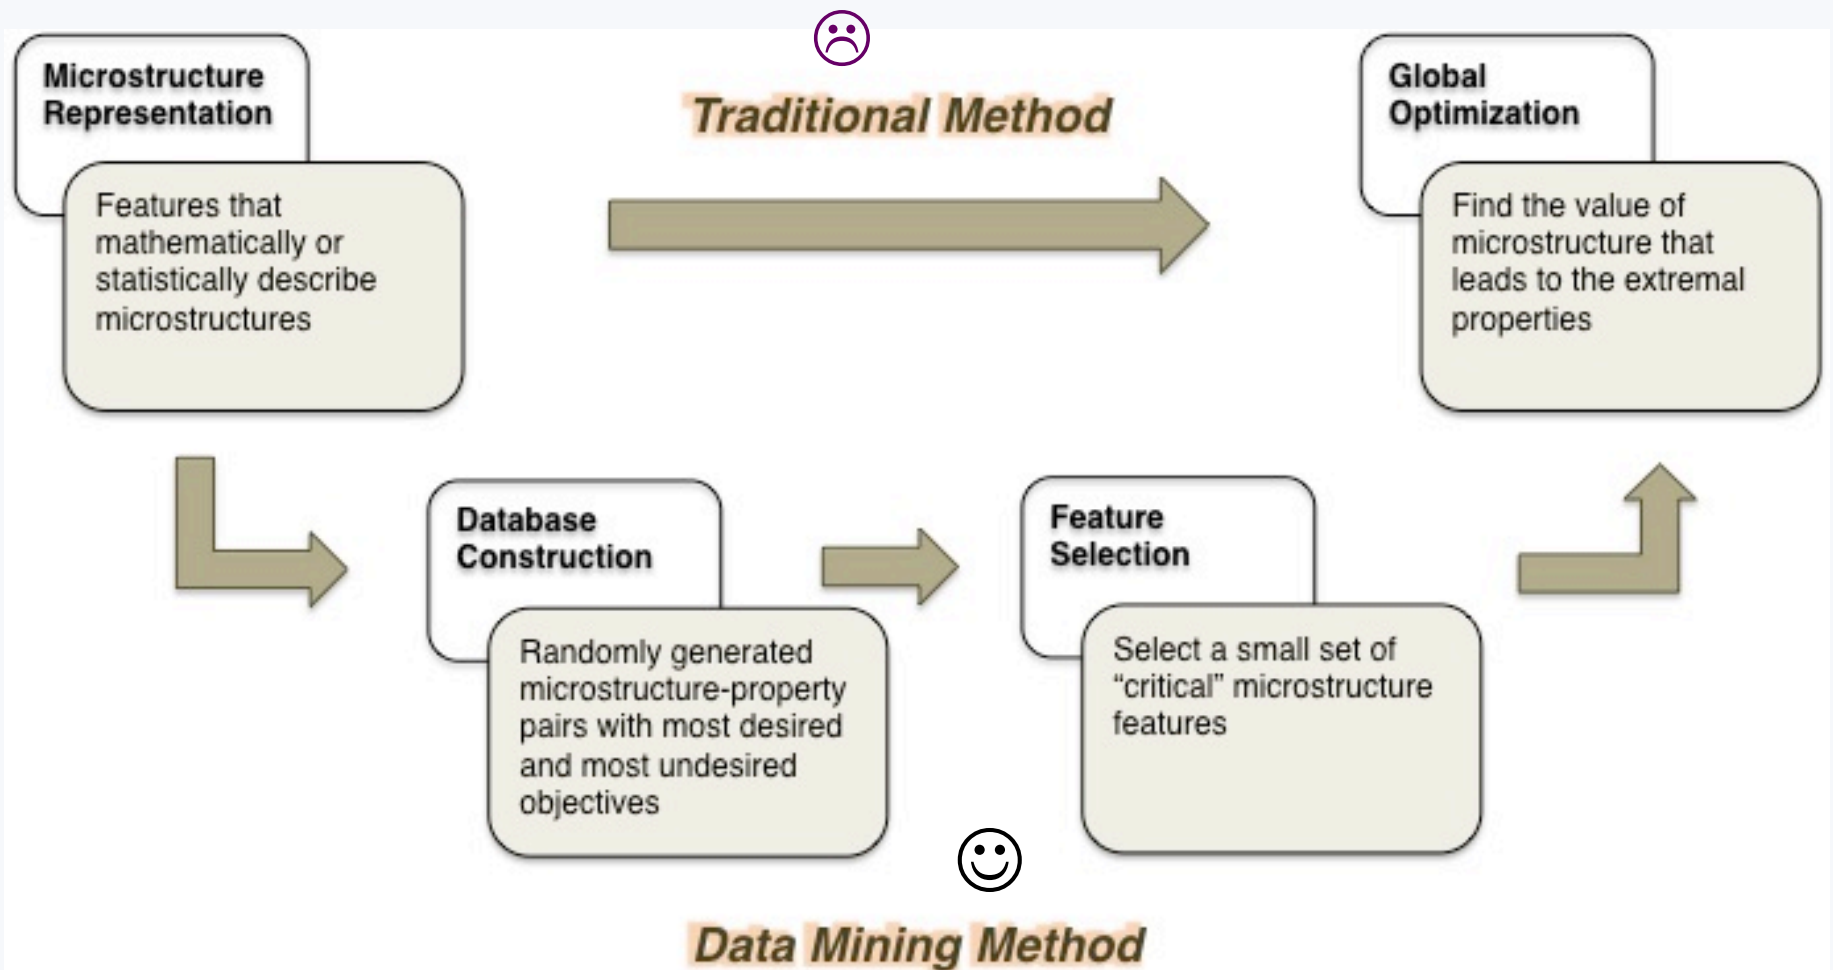 Microstructure
Representation
Features that
mathematically or
statistically describe
microstructures
Traditional Method
Global
Optimization
Find the value of
microstructure that
leads to the extremal
properties
Database
Construction
Randomly generated
microstructure-property
pairs with most desired
and most undesired
objectives
Feature
Selection
Select a small set of
“critical” microstructure
features
Data Mining Method